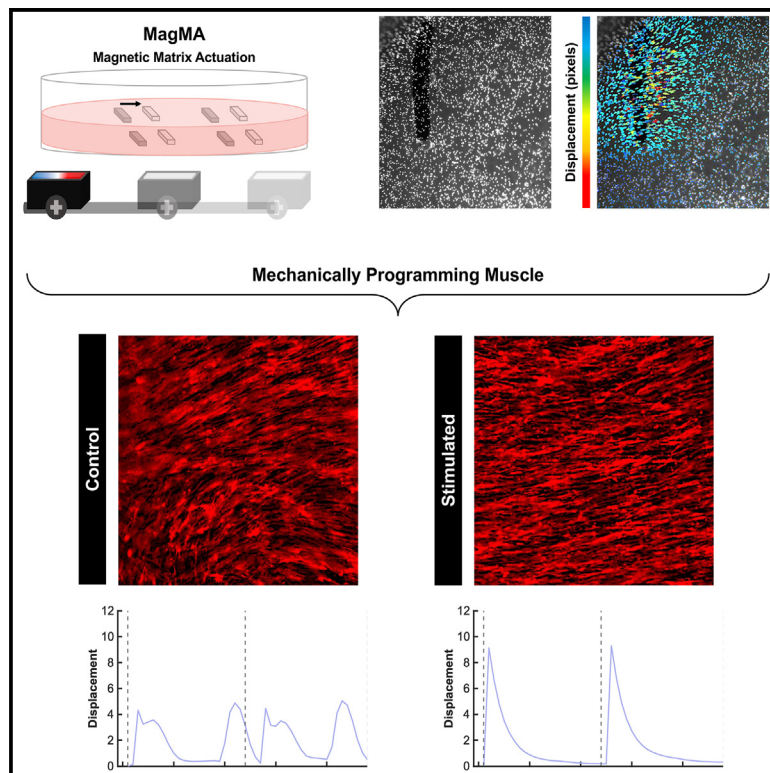 MagMA
Magnetic Matrix Actuation
Displacement (pixels)
Mechanically Programming Muscle
Control
Stimulated
12
10
8
6
4
2
0
Displacement
12
10
8
6
4
2
0
Displacement